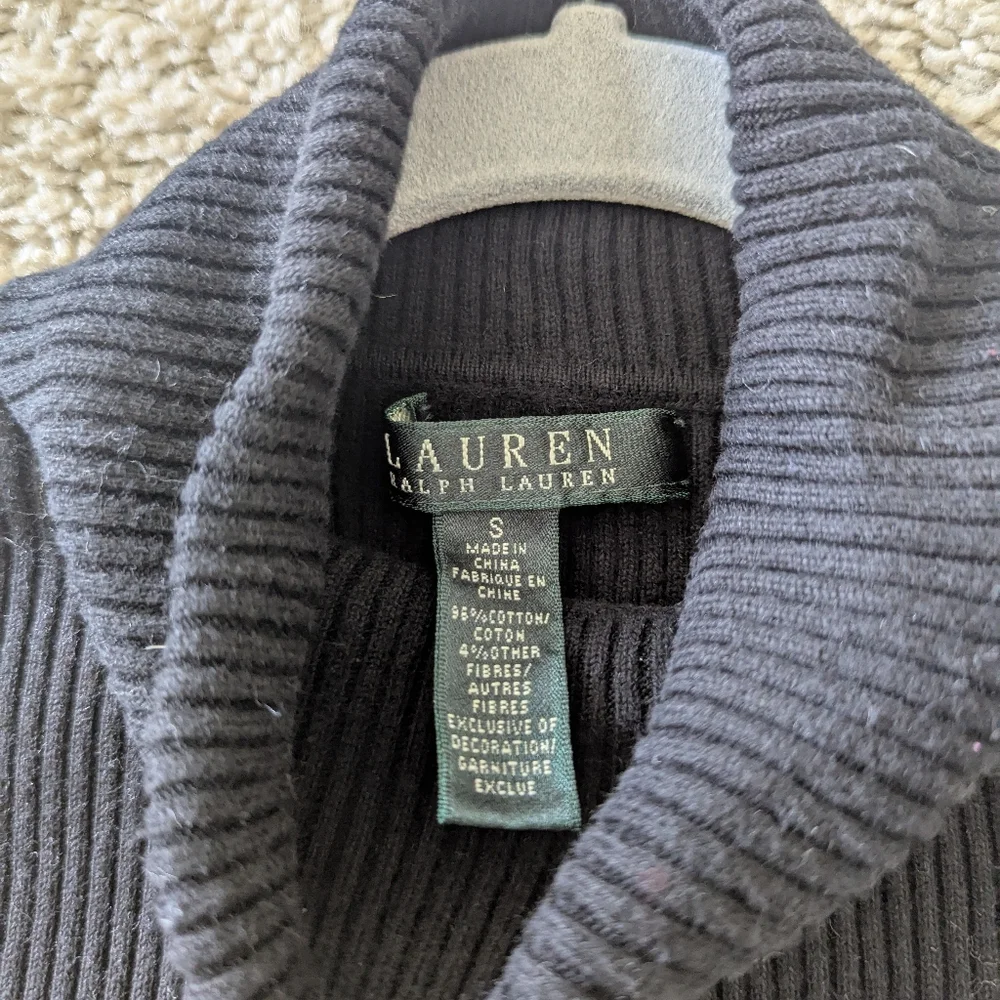 LAUREN
RALPH LAUREN
S
MADE IN
CHINA
FABRIQUE EN
CHINE
96%COTTON/
COTON
4%OTHER
FIBRES/
AUTRES
FIBRES
EXCLUSIVE OF
DECORATION/
GARNITURE
EXCLUE